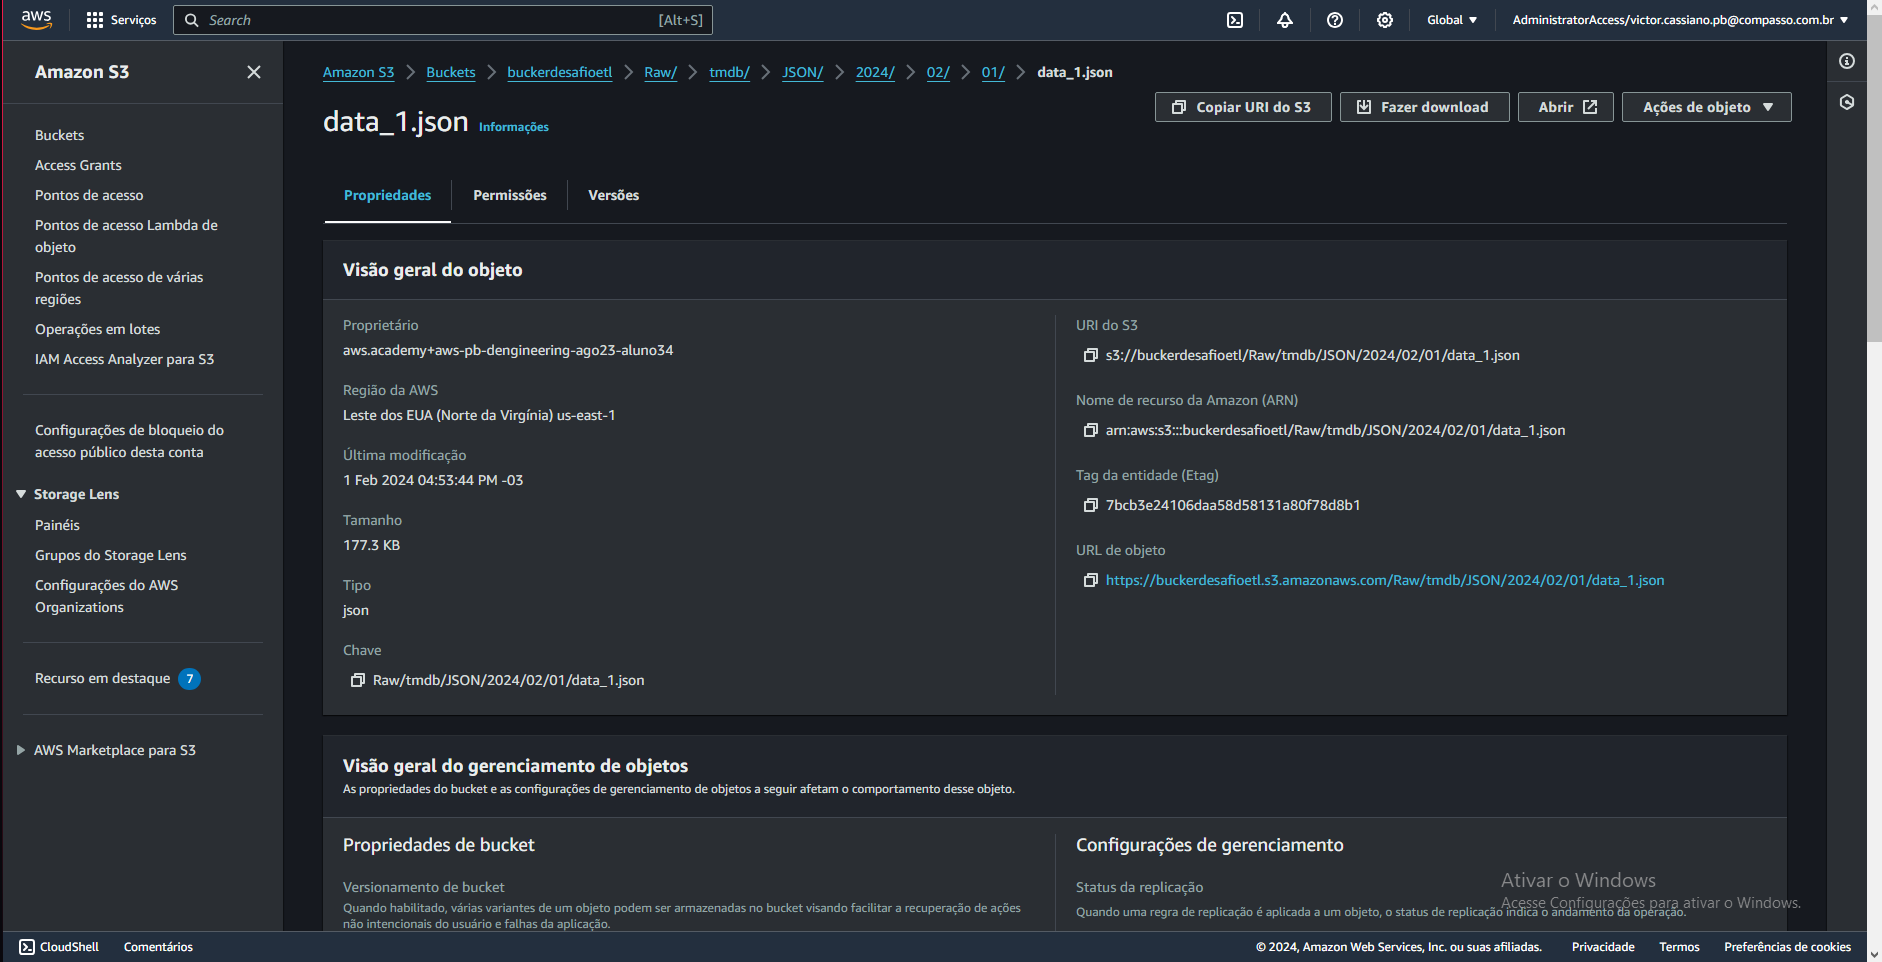 aws
Serviços
Search
[Alt+S]
Global
AdministratorAccess/victor.cassiano.pb@compasso.com.br
Amazon S3
Buckets
Access Grants
Pontos de acesso
Pontos de acesso Lambda de
objeto
Pontos de acesso de várias
regiões
Operações em lotes
IAM Access Analyzer para S3
Configurações de bloqueio do
acesso público desta conta
Storage Lens
Painéis
Grupos do Storage Lens
Configurações do AWS
Organizations
Recurso em destaque 7
AWS Marketplace para S3
Amazon S3 > Buckets > buckerdesafioetl > Raw/ > tmdb/ > JSON/ > 2024/ > 02/ > 01/ > data_1.json
data_1.json Informações
Copiar URI do S3
Fazer download
Abrir
Ações de objeto
Propriedades
Permissões
Versões
Visão geral do objeto
Proprietário
aws.academy+aws-pb-dengineering-ago23-aluno34
Região da AWS
Leste dos EUA (Norte da Virgínia) us-east-1
Última modificação
1 Feb 2024 04:53:44 PM -03
Tamanho
177.3 KB
Tipo
json
Chave
Raw/tmdb/JSON/2024/02/01/data_1.json
URI do S3
s3://buckerdesafioetl/Raw/tmdb/JSON/2024/02/01/data_1.json
Nome de recurso da Amazon (ARN)
arn:aws:s3:::buckerdesafioetl/Raw/tmdb/JSON/2024/02/01/data_1.json
Tag da entidade (Etag)
7bcb3e24106daa58d58131a80f78d8b1
URL de objeto
https://buckerdesafioetl.s3.amazonaws.com/Raw/tmdb/JSON/2024/02/01/data_1.json
Visão geral do gerenciamento de objetos
As propriedades do bucket e as configurações de gerenciamento de objetos a seguir afetam o comportamento desse objeto.
Propriedades de bucket
Versionamento de bucket
Quando habilitado, várias variantes de um objeto podem ser armazenadas no bucket visando facilitar a recuperação de ações
não intencionais do usuário e falhas da aplicação.
Configurações de gerenciamento
Status da replicação
Quando uma regra de replicação é aplicada a um objeto, o status de replicação indica o andamento da operação.
Ativar o Windows
Acesse Configurações para ativar o Windows.
CloudShell
Comentários
© 2024, Amazon Web Services, Inc. ou suas afiliadas.
Privacidade
Termos
Preferências de cookies